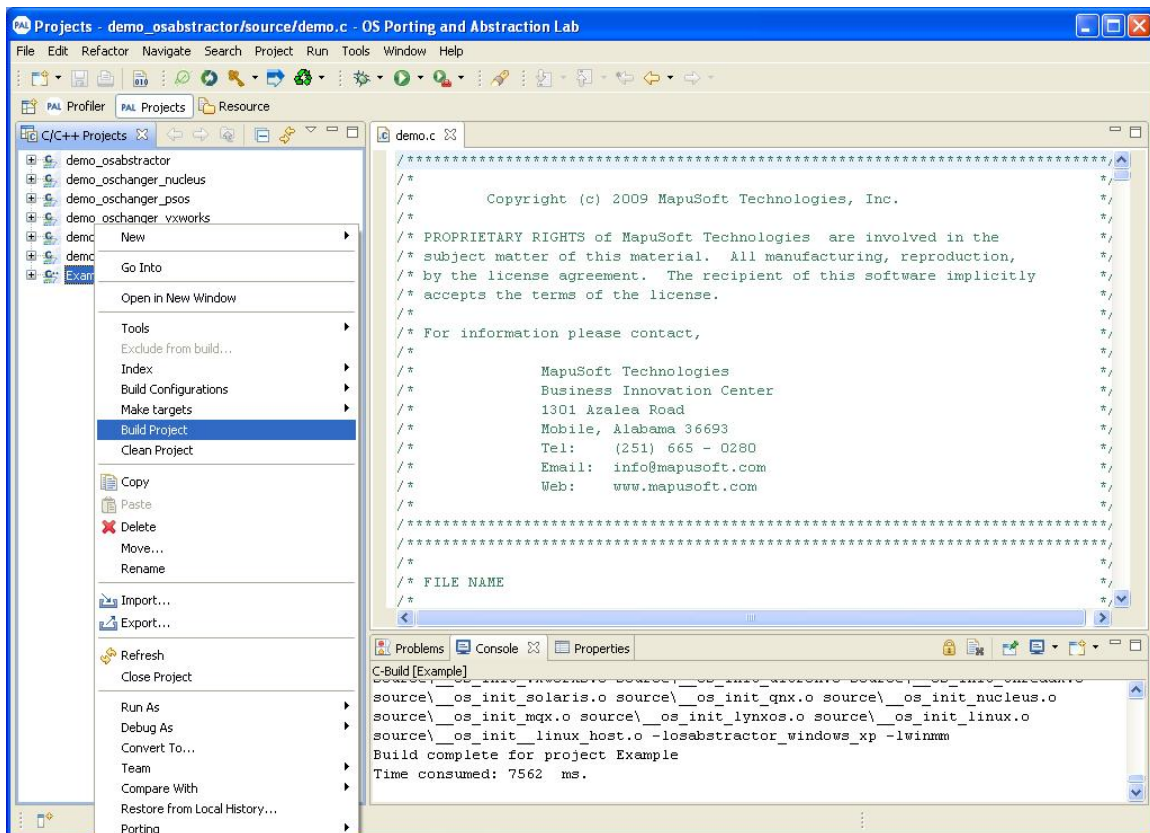 Projects - demo_osabstractor/source/demo.c - OS Porting and Abstraction Lab
File Edit Refactor Navigate Search Project Run Tools Window Help
PAL Profiler PAL Projects Resource
C/C++ Projects
demo_osabstractor
demo_oschanger_nucleus
demo_oschanger_psos
demo_oschanger_vxworks
demo
demo
Exam
New
Go Into
Open in New Window
Tools
Exclude from build...
Index
Build Configurations
Make targets
Build Project
Clean Project
Copy
Paste
Delete
Move...
Rename
Import...
Export...
Refresh
Close Project
Run As
Debug As
Convert To...
Team
Compare With
Restore from Local History...
Porting
demo.c
/******************************************************************************/
/*                                                                            */
/*        Copyright (c) 2009 MapuSoft Technologies, Inc.                      */
/*                                                                            */
/* PROPRIETARY RIGHTS of MapuSoft Technologies  are involved in the           */
/* subject matter of this material.  All manufacturing, reproduction,         */
/* by the license agreement.  The recipient of this software implicitly       */
/* accepts the terms of the license.                                          */
/*                                                                            */
/* For information please contact,                                            */
/*                                                                            */
/*              MapuSoft Technologies                                         */
/*              Business Innovation Center                                    */
/*              1301 Azalea Road                                              */
/*              Mobile, Alabama 36693                                         */
/*              Tel:    (251) 665 - 0280                                      */
/*              Email:  info@mapusoft.com                                     */
/*              Web:    www.mapusoft.com                                      */
/*                                                                            */
/******************************************************************************/
/******************************************************************************/
/*                                                                            */
/* FILE NAME                                                                  */
/*                                                                            */
Problems Console Properties
C-Build [Example]
source\__os_init_solaris.o source\__os_init_qnx.o source\__os_init_nucleus.o
source\__os_init_mqx.o source\__os_init_lynxos.o source\__os_init_linux.o
source\__os_init__linux_host.o -losabstractor_windows_xp -lwinmm
Build complete for project Example
Time consumed: 7562  ms.